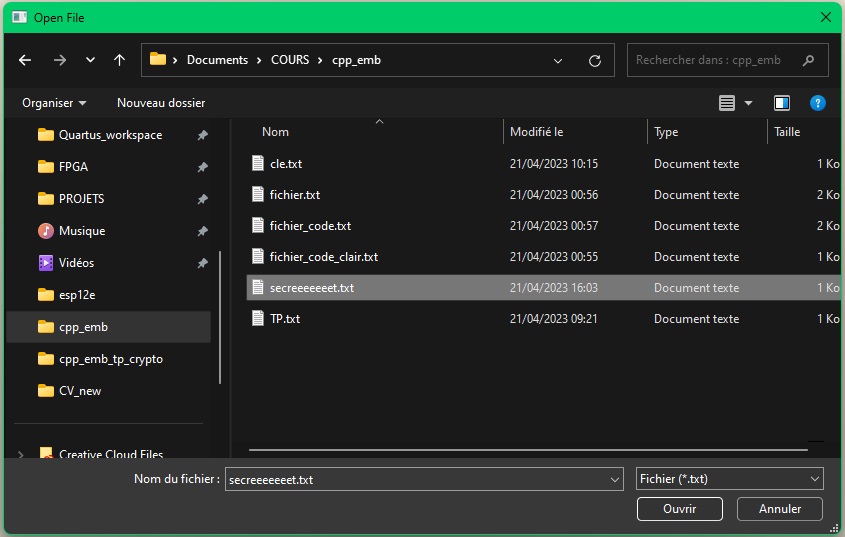 Open File
Documents > COURS > cpp_emb
Rechercher dans : cpp_emb
Organiser
Nouveau dossier
Quartus_workspace
FPGA
PROJETS
Musique
Vidéos
esp12e
cpp_emb
cpp_emb_tp_crypto
CV_new
Creative Cloud Files
Nom Modifié le Type Taille
cle.txt 21/04/2023 10:15 Document texte 1 Ko
fichier.txt 21/04/2023 00:56 Document texte 2 Ko
fichier_code.txt 21/04/2023 00:57 Document texte 2 Ko
fichier_code_clair.txt 21/04/2023 00:55 Document texte 1 Ko
secreeeeeeet.txt 21/04/2023 16:03 Document texte 1 Ko
TP.txt 21/04/2023 09:21 Document texte 1 Ko
Nom du fichier : secreeeeeeet.txt Fichier (*.txt)
Ouvrir Annuler